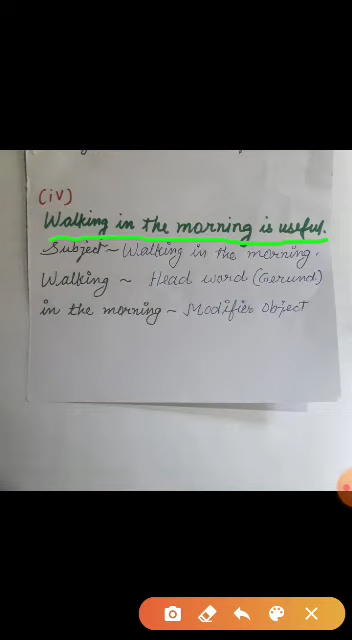 (iv)
Walking in the morning is useful.
Subject ~ Walking in the morning.
Walking ~ Head word (Gerund)
in the morning ~ Modifier Object